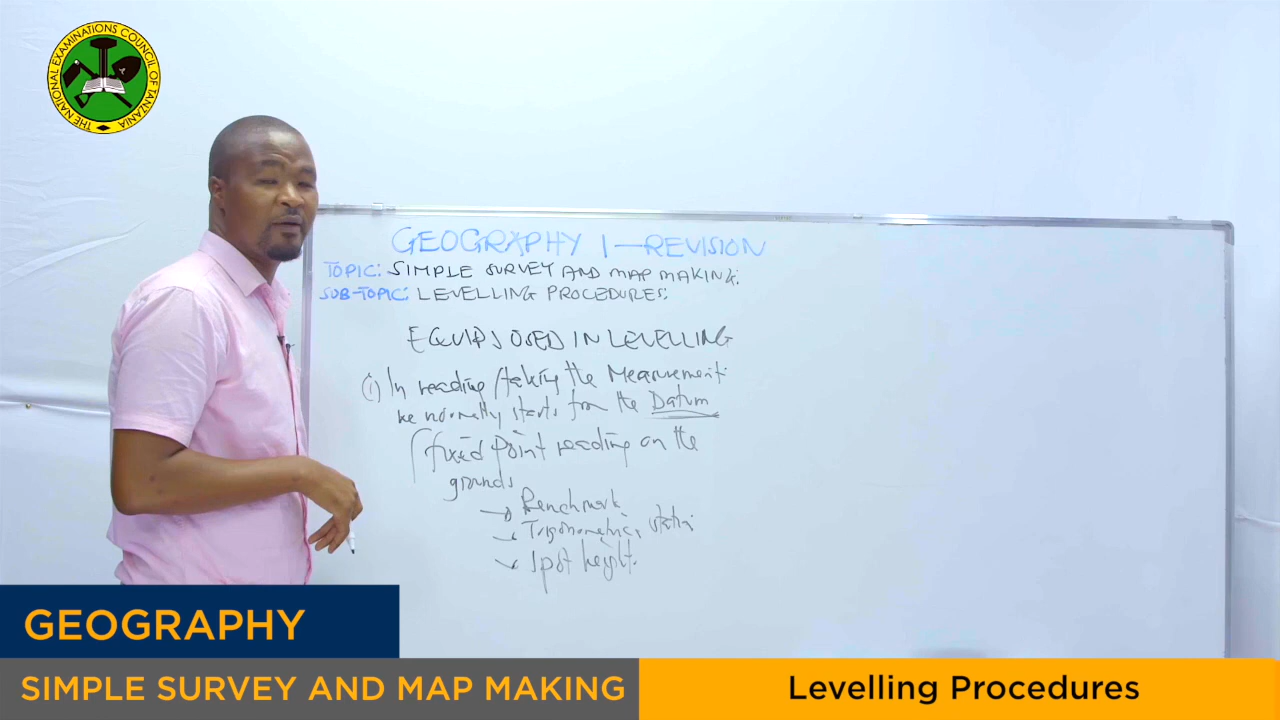 THE NATIONAL EXAMINATIONS COUNCIL OF TANZANIA
GEOGRAPHY 1 — REVISION
TOPIC: SIMPLE SURVEY AND MAP MAKING:
SUB-TOPIC: LEVELLING PROCEDURES:
EQUIPS USED IN LEVELLING
(i) In reading/taking the Measurement
we normally starts from the Datum
(fixed point reading on the
grounds
→ Benchmark
→ Trigonometrical station
→ Spot height.
GEOGRAPHY
SIMPLE SURVEY AND MAP MAKING
Levelling Procedures